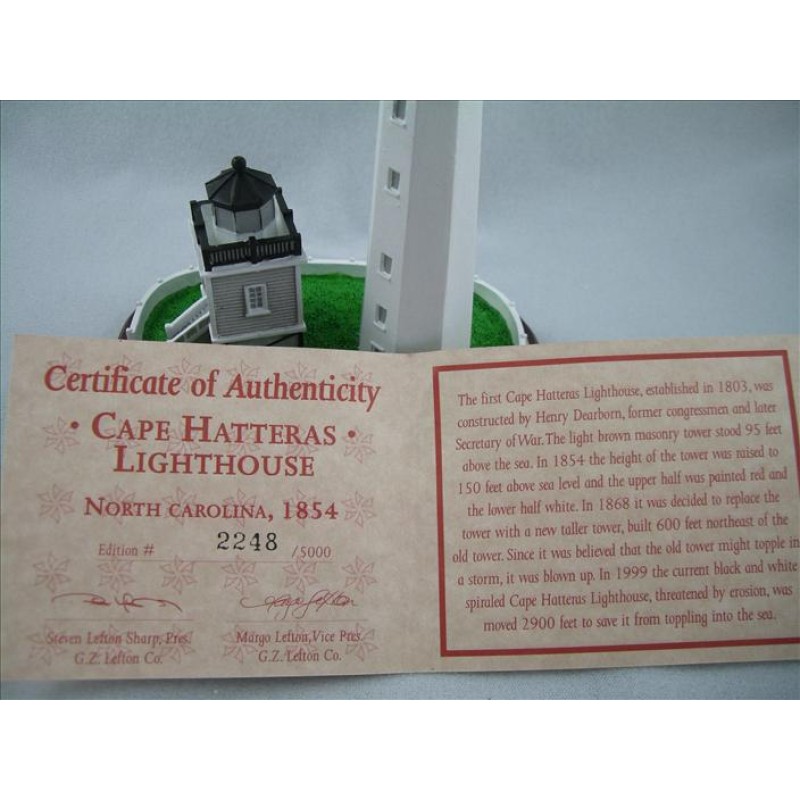 Certificate of Authenticity
• CAPE HATTERAS •
LIGHTHOUSE
NORTH CAROLINA, 1854
Edition # 2248 /5000
Steven Lefton Sharp, Pres.
G.Z. Lefton Co.
Margo Lefton, Vice Pres.
G.Z. Lefton Co.
The first Cape Hatteras Lighthouse, established in 1803, was
constructed by Henry Dearborn, former congressmen and later
Secretary of War. The light brown masonry tower stood 95 feet
above the sea. In 1854 the height of the tower was raised to
150 feet above sea level and the upper half was painted red and
the lower half white. In 1868 it was decided to replace the
tower with a new taller tower, built 600 feet northeast of the
old tower. Since it was believed that the old tower might topple in
a storm, it was blown up. In 1999 the current black and white
spiraled Cape Hatteras Lighthouse, threatened by erosion, was
moved 2900 feet to save it from toppling into the sea.